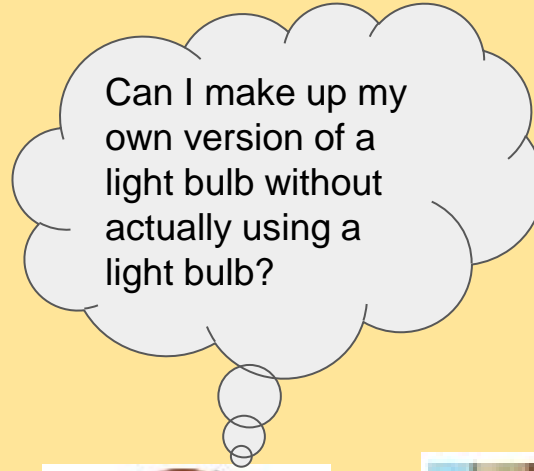 Can I make up my
own version of a
light bulb without
actually using a
light bulb?